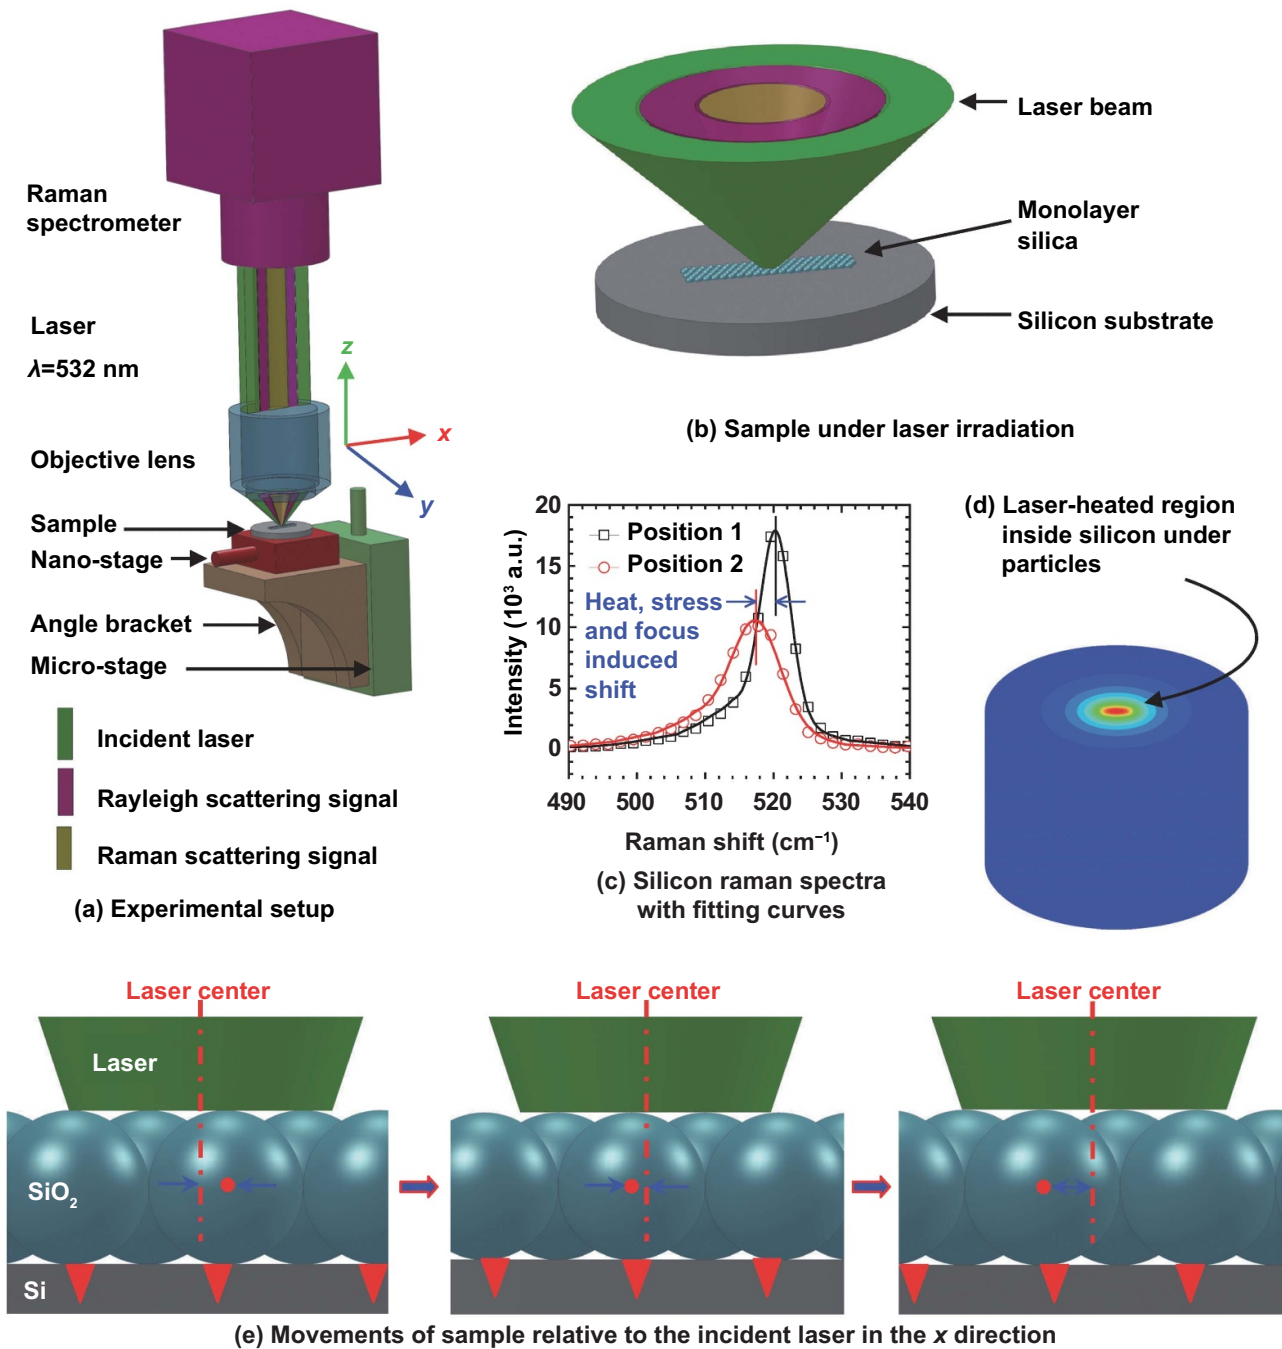 Raman
spectrometer
Laser
λ=532 nm
Objective lens
Sample
Nano-stage
Angle bracket
Micro-stage
z
x
y
Incident laser
Rayleigh scattering signal
Raman scattering signal
(a) Experimental setup
Laser beam
Monolayer
silica
Silicon substrate
(b) Sample under laser irradiation
Intensity (10³ a.u.)
20
15
10
5
0
Position 1
Position 2
Heat, stress
and focus
induced
shift
490 500 510 520 530 540
Raman shift (cm⁻¹)
(c) Silicon raman spectra
with fitting curves
(d) Laser-heated region
inside silicon under
particles
Laser center
Laser center
Laser center
Laser
SiO₂
Si
(e) Movements of sample relative to the incident laser in the x direction